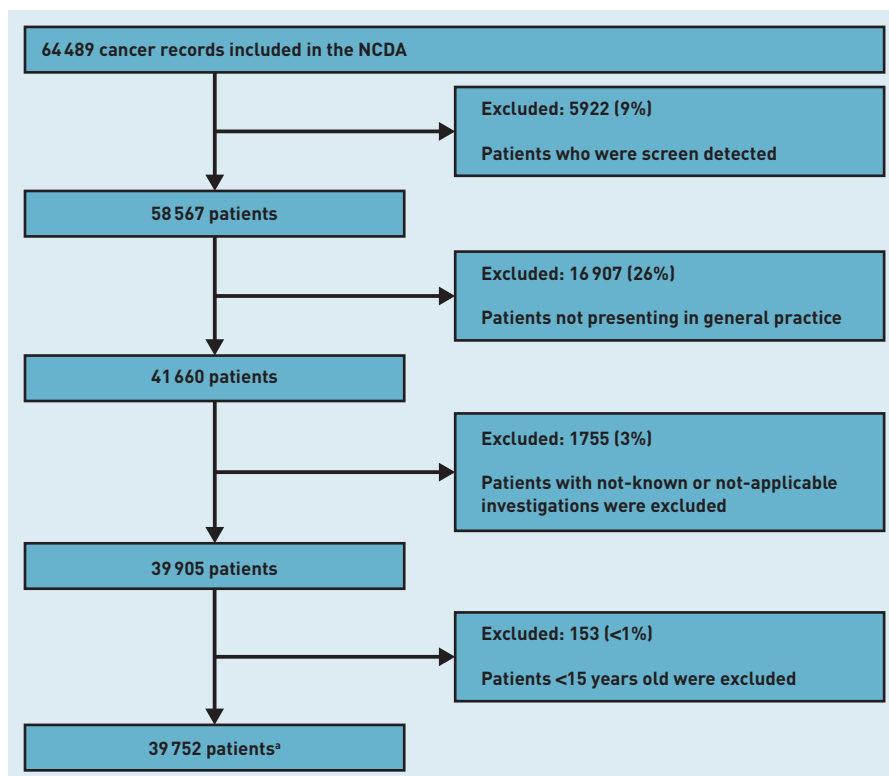 64 489 cancer records included in the NCDA
Excluded: 5922 (9%)
Patients who were screen detected
58 567 patients
Excluded: 16 907 (26%)
Patients not presenting in general practice
41 660 patients
Excluded: 1755 (3%)
Patients with not-known or not-applicable
investigations were excluded
39 905 patients
Excluded: 153 (<1%)
Patients <15 years old were excluded
39 752 patientsª